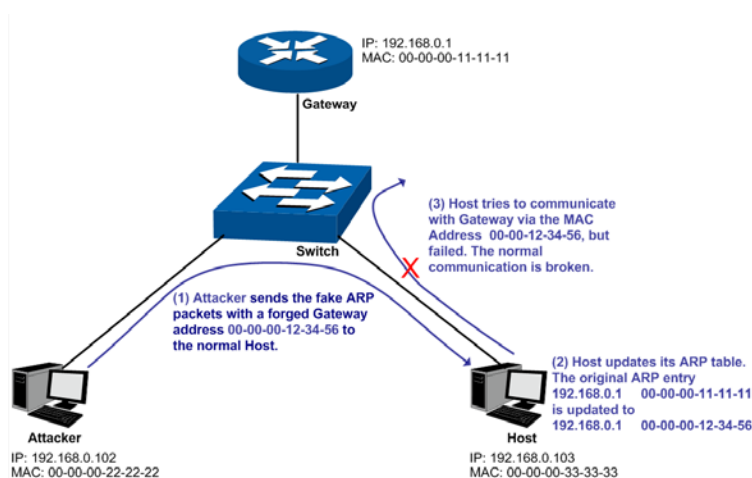 IP: 192.168.0.1
MAC: 00-00-00-11-11-11
Gateway
(3) Host tries to communicate
with Gateway via the MAC
Address 00-00-12-34-56, but
failed. The normal
communication is broken.
X
Switch
(1) Attacker sends the fake ARP
packets with a forged Gateway
address 00-00-00-12-34-56 to
the normal Host.
(2) Host updates its ARP table.
The original ARP entry
192.168.0.1 00-00-00-11-11-11
is updated to
192.168.0.1 00-00-00-12-34-56
Attacker
IP: 192.168.0.102
MAC: 00-00-00-22-22-22
Host
IP: 192.168.0.103
MAC: 00-00-00-33-33-33